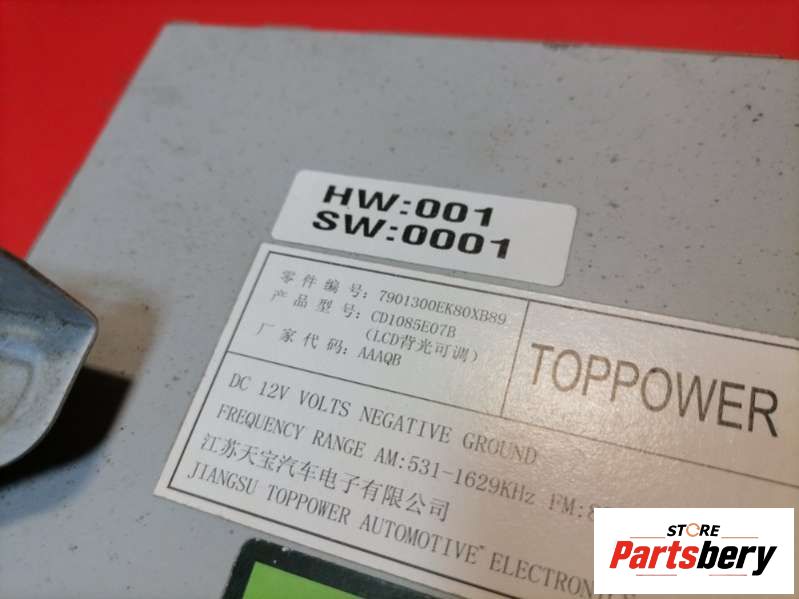 HW:001
SW:0001
零件编号: 7901300EK80XB89
产品型号: CD1085E07B
(LCD背光可调)
厂家代码: AAAQB
TOPPOWER
DC 12V VOLTS NEGATIVE GROUND
FREQUENCY RANGE AM:531-1629KHz FM:8
江苏天宝汽车电子有限公司
JIANGSU TOPPOWER AUTOMOTIVE ELECTRONICS
STORE
Partsbery